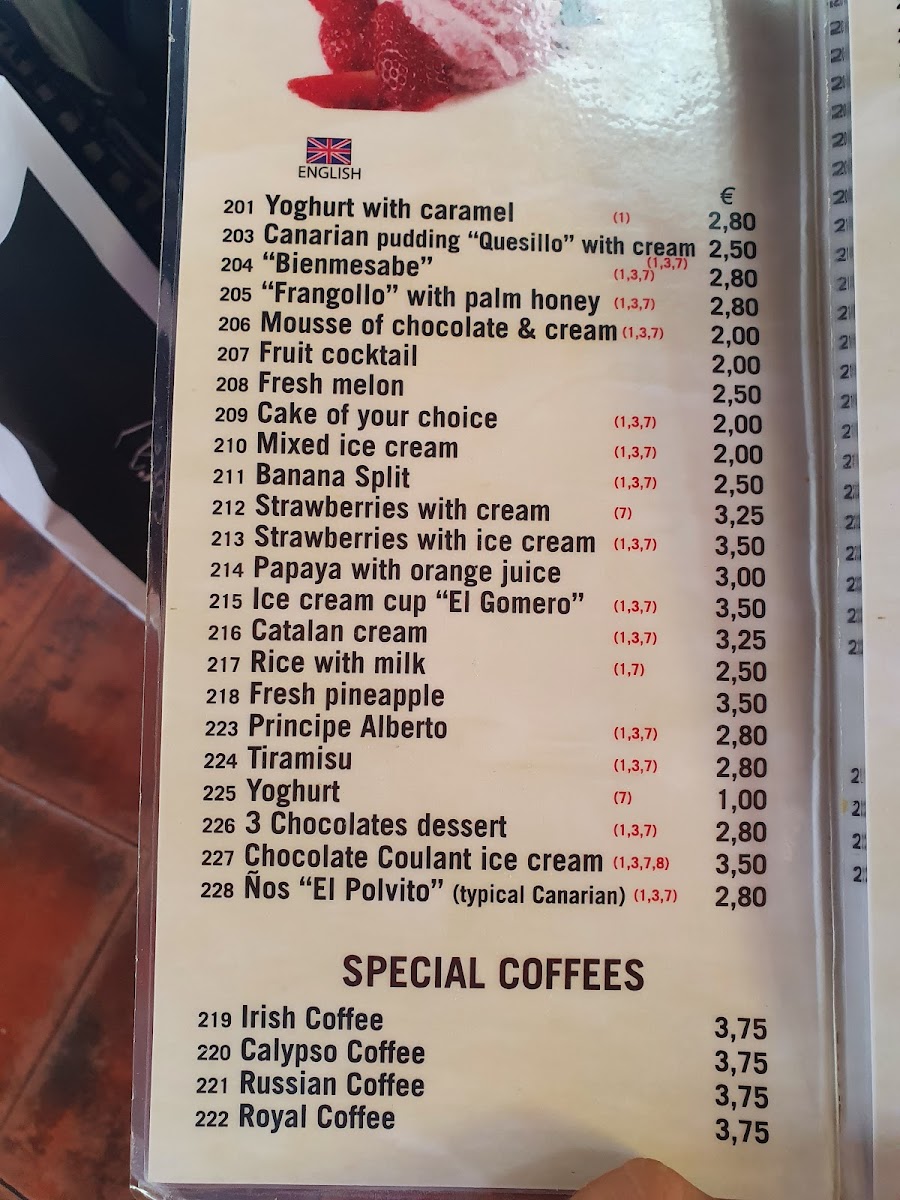 ENGLISH
€
201 Yoghurt with caramel (1) 2,80
203 Canarian pudding “Quesillo” with cream (1,3,7) 2,50
204 “Bienmesabe” (1,3,7) 2,80
205 “Frangollo” with palm honey (1,3,7) 2,80
206 Mousse of chocolate & cream (1,3,7) 2,00
207 Fruit cocktail 2,00
208 Fresh melon 2,50
209 Cake of your choice (1,3,7) 2,00
210 Mixed ice cream (1,3,7) 2,00
211 Banana Split (1,3,7) 2,50
212 Strawberries with cream (7) 3,25
213 Strawberries with ice cream (1,3,7) 3,50
214 Papaya with orange juice 3,00
215 Ice cream cup “El Gomero” (1,3,7) 3,50
216 Catalan cream (1,3,7) 3,25
217 Rice with milk (1,7) 2,50
218 Fresh pineapple 3,50
223 Principe Alberto (1,3,7) 2,80
224 Tiramisu (1,3,7) 2,80
225 Yoghurt (7) 1,00
226 3 Chocolates dessert (1,3,7) 2,80
227 Chocolate Coulant ice cream (1,3,7,8) 3,50
228 Ños “El Polvito” (typical Canarian) (1,3,7) 2,80
SPECIAL COFFEES
219 Irish Coffee 3,75
220 Calypso Coffee 3,75
221 Russian Coffee 3,75
222 Royal Coffee 3,75